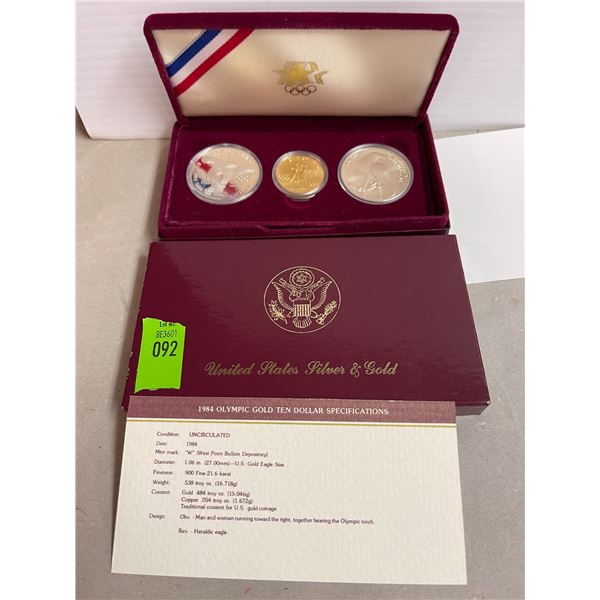 Lot No.
BE3601
092
United States Silver & Gold
1984 OLYMPIC GOLD TEN DOLLAR SPECIFICATIONS
Condition: UNCIRCULATED
Date: 1984
Mint mark: "W" (West Point Bullion Depository)
Diameter: 1.06 in. (27.00mm)—U.S. Gold Eagle Size
Fineness: .900 Fine-21.6 karat
Weight: .538 troy oz. (16.718g)
Content: Gold .484 troy oz. (15.046g)
Copper .054 troy oz. (1.672g)
Traditional content for U.S. gold coinage
Design: Obv. - Man and woman running toward the right, together bearing the Olympic torch.
Rev. - Heraldic eagle